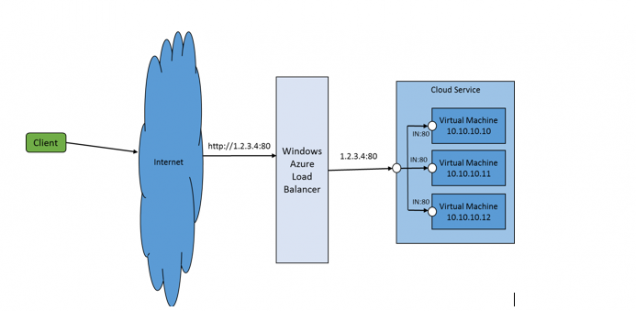 Client
Internet
http://1.2.3.4:80
Windows
Azure
Load
Balancer
1.2.3.4:80
Cloud Service
Virtual Machine
10.10.10.10
IN:80
Virtual Machine
10.10.10.11
IN:80
Virtual Machine
10.10.10.12
IN:80